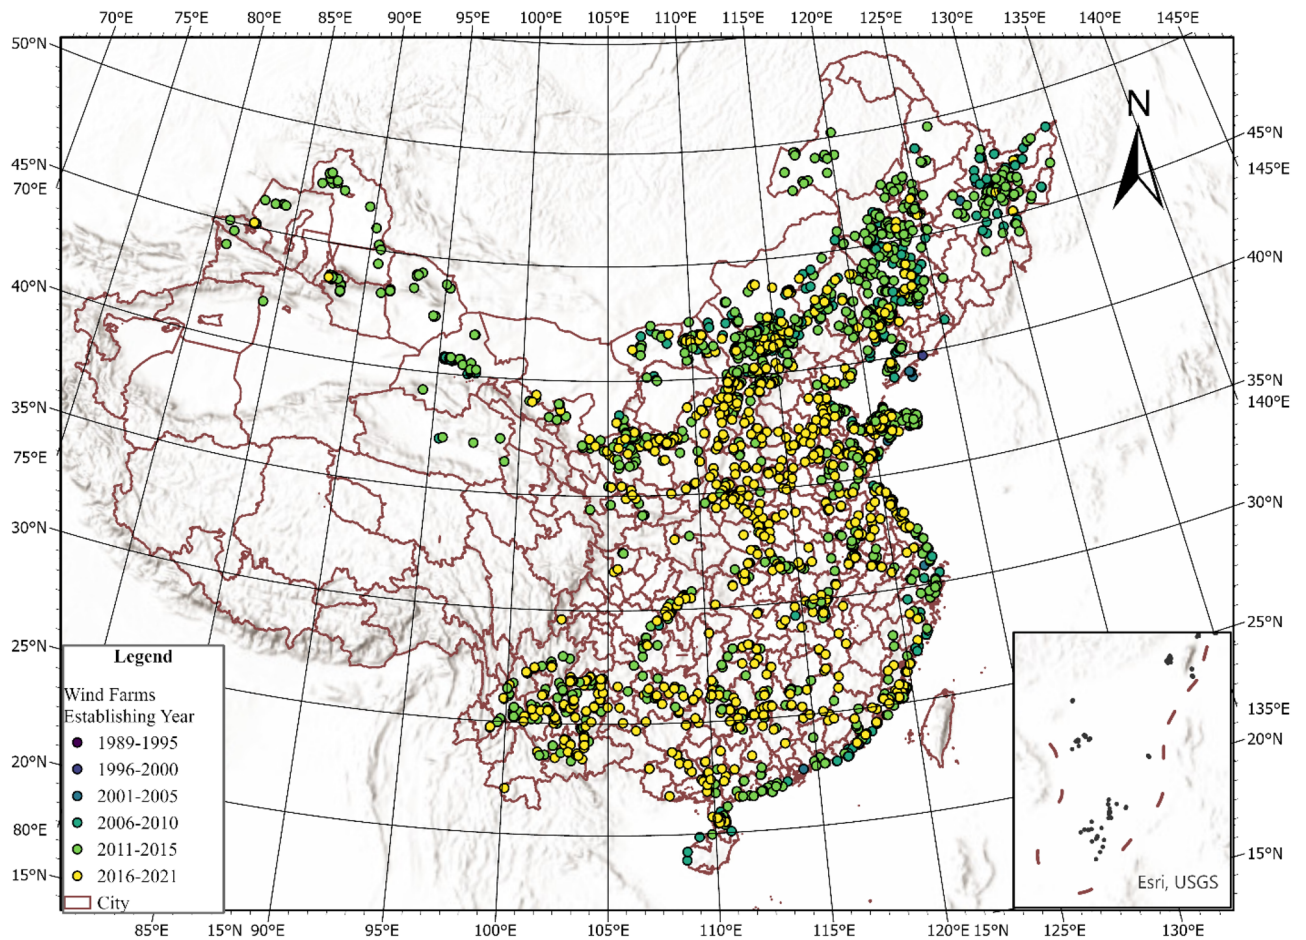 70°E 75°E 80°E 85°E 90°E 95°E 100°E 105°E 110°E 115°E 120°E 125°E 130°E 135°E 140°E 145°E
50°N
45°N
70°E
40°N
35°N
75°E
30°N
25°N
20°N
80°E
15°N
N
45°N
145°E
40°N
35°N
140°E
30°N
25°N
135°E
20°N
15°N
Legend
Wind Farms
Establishing Year
1989-1995
1996-2000
2001-2005
2006-2010
2011-2015
2016-2021
City
Esri, USGS
85°E 15°N 90°E 95°E 100°E 105°E 110°E 115°E 120°E 15°N 125°E 130°E